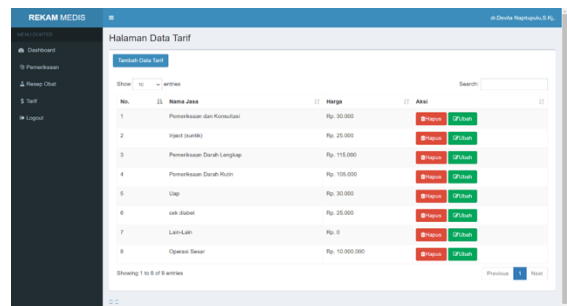 REKAM MEDIS
dr.Devita Napitupulu,S.Kj,.
MENU DOKTER
Dashboard
Pemeriksaan
Resep Obat
$ Tarif
Logout
Halaman Data Tarif
Tambah Data Tarif
Show 10 entries
Search:
No. Nama Jasa Harga Aksi
1 Pemeriksaan dan Konsultasi Rp. 30.000 Hapus Ubah
2 Inject (suntik) Rp. 25.000 Hapus Ubah
3 Pemeriksaan Darah Lengkap Rp. 115.000 Hapus Ubah
4 Pemeriksaan Darah Rutin Rp. 105.000 Hapus Ubah
5 Uap Rp. 30.000 Hapus Ubah
6 cek diabet Rp. 25.000 Hapus Ubah
7 Lain-Lain Rp. 0 Hapus Ubah
8 Operasi Sesar Rp. 10.000.000 Hapus Ubah
Showing 1 to 8 of 8 entries
Previous 1 Next